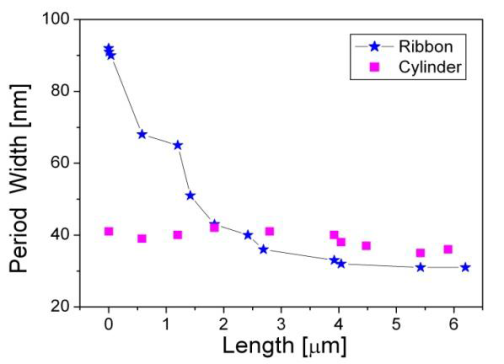 100
80
60
40
20
Period Width [nm]
Ribbon
Cylinder
0 1 2 3 4 5 6
Length [μm]